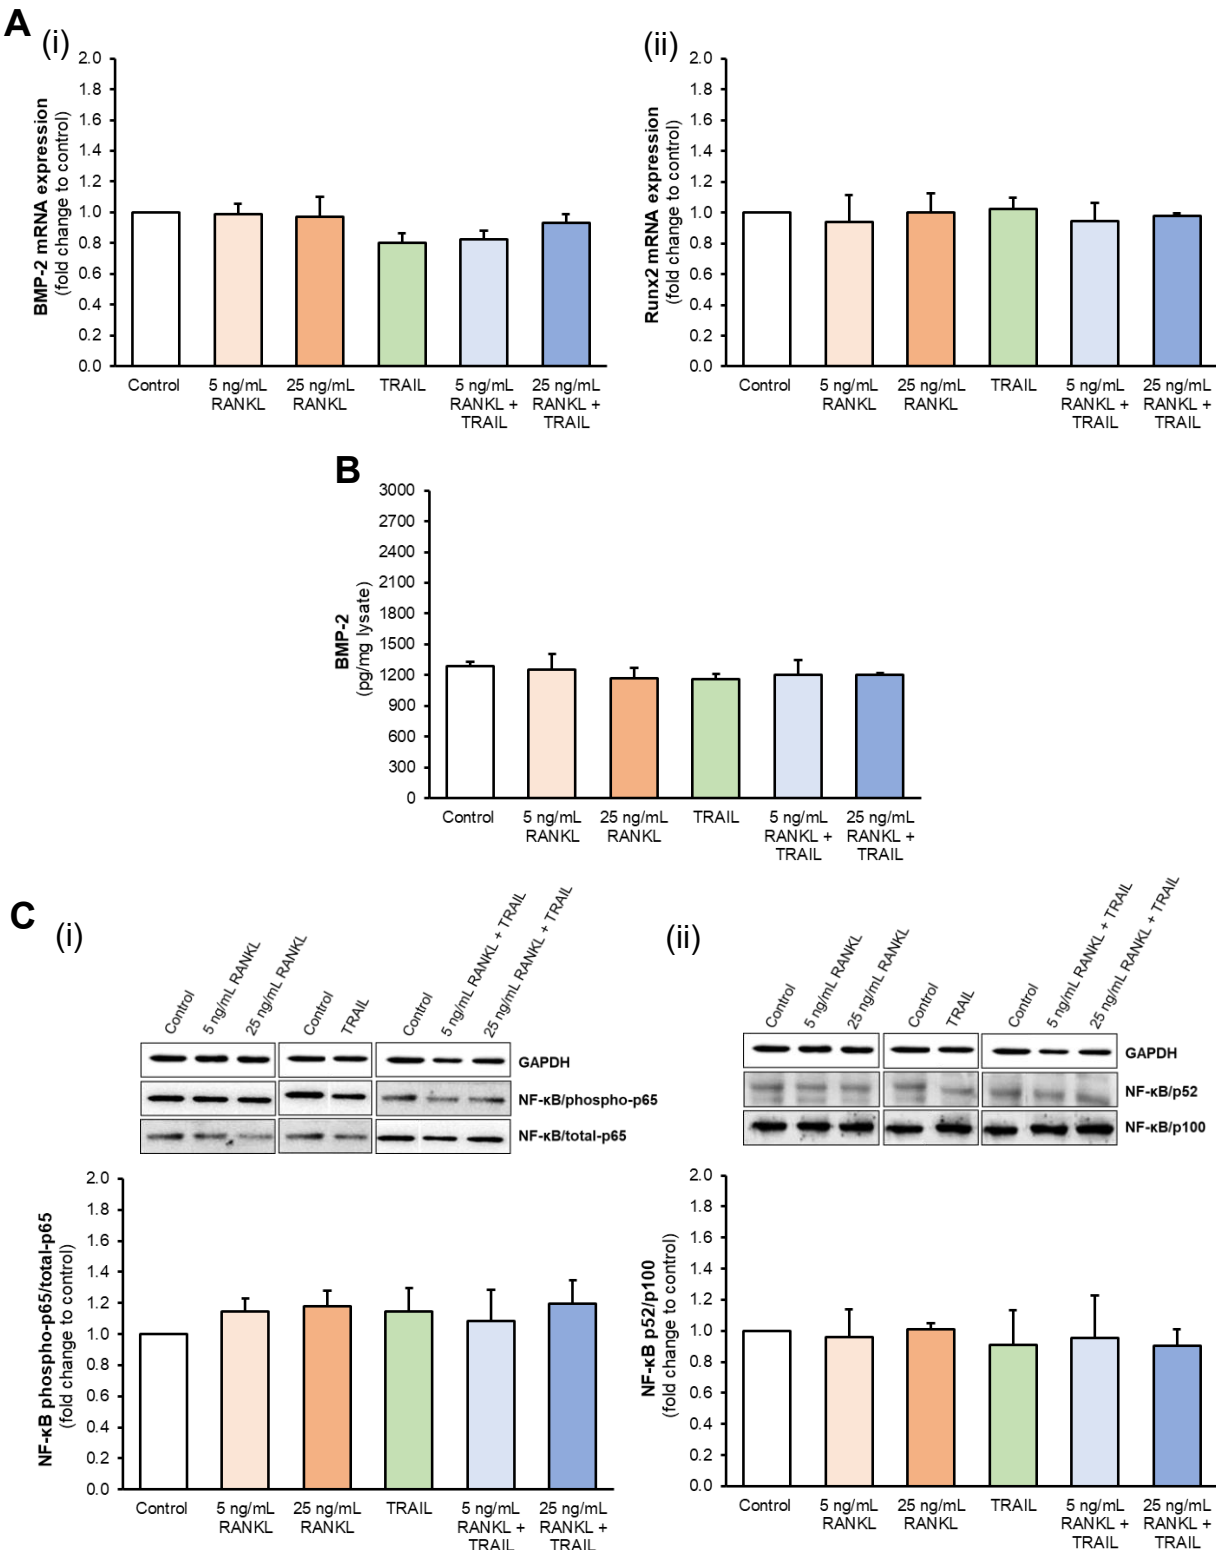 A
(i)
BMP-2 mRNA expression
(fold change to control)
2.0
1.8
1.6
1.4
1.2
1.0
0.8
0.6
0.4
0.2
0.0
Control
5 ng/mL
RANKL
25 ng/mL
RANKL
TRAIL
5 ng/mL
RANKL +
TRAIL
25 ng/mL
RANKL +
TRAIL
(ii)
Runx2 mRNA expression
(fold change to control)
2.0
1.8
1.6
1.4
1.2
1.0
0.8
0.6
0.4
0.2
0.0
Control
5 ng/mL
RANKL
25 ng/mL
RANKL
TRAIL
5 ng/mL
RANKL +
TRAIL
25 ng/mL
RANKL +
TRAIL
B
BMP-2
(pg/mg lysate)
3000
2700
2400
2100
1800
1500
1200
900
600
300
0
Control
5 ng/mL
RANKL
25 ng/mL
RANKL
TRAIL
5 ng/mL
RANKL +
TRAIL
25 ng/mL
RANKL +
TRAIL
C
(i)
Control
5 ng/mL RANKL
25 ng/mL RANKL
Control
TRAIL
Control
5 ng/mL RANKL + TRAIL
25 ng/mL RANKL + TRAIL
GAPDH
NF-κB/phospho-p65
NF-κB/total-p65
NF-κB phospho-p65/total-p65
(fold change to control)
2.0
1.8
1.6
1.4
1.2
1.0
0.8
0.6
0.4
0.2
0.0
Control
5 ng/mL
RANKL
25 ng/mL
RANKL
TRAIL
5 ng/mL
RANKL +
TRAIL
25 ng/mL
RANKL +
TRAIL
(ii)
Control
5 ng/mL RANKL
25 ng/mL RANKL
Control
TRAIL
Control
5 ng/mL RANKL + TRAIL
25 ng/mL RANKL + TRAIL
GAPDH
NF-κB/p52
NF-κB/p100
NF-κB p52/p100
(fold change to control)
2.0
1.8
1.6
1.4
1.2
1.0
0.8
0.6
0.4
0.2
0.0
Control
5 ng/mL
RANKL
25 ng/mL
RANKL
TRAIL
5 ng/mL
RANKL +
TRAIL
25 ng/mL
RANKL +
TRAIL